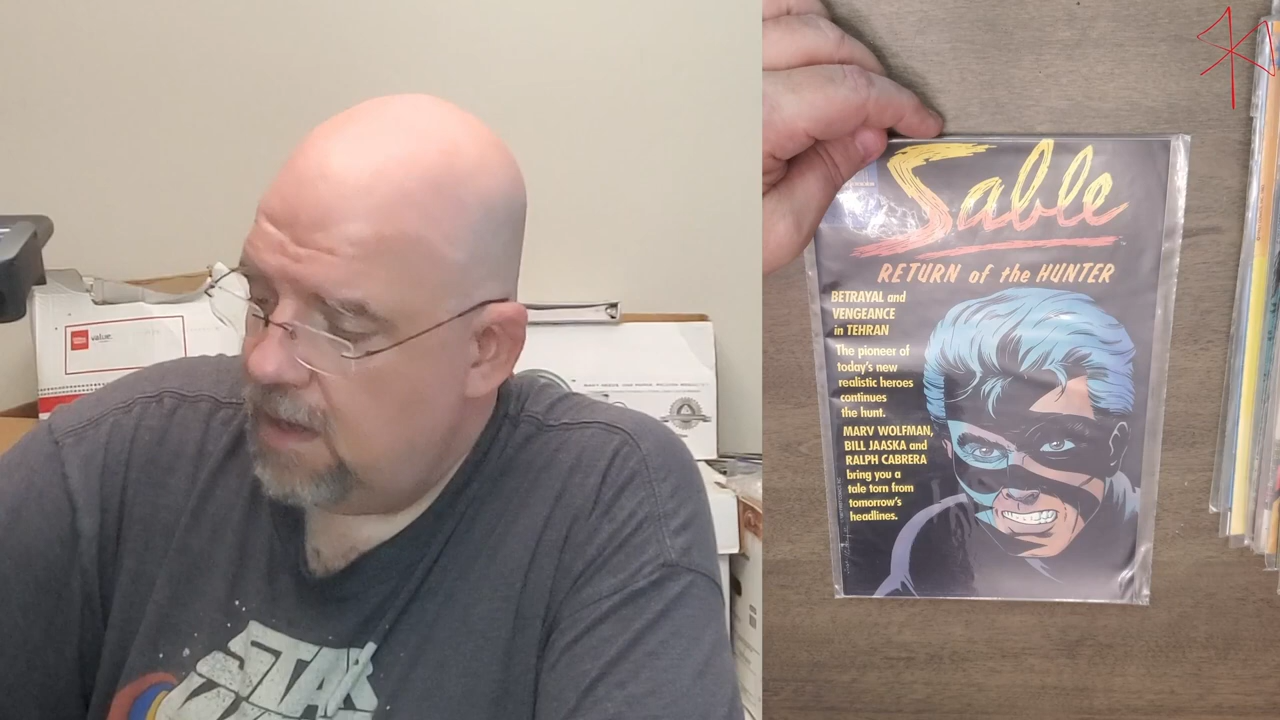 value.
STAR
Sable
RETURN of the HUNTER
BETRAYAL and
VENGEANCE
in TEHRAN
The pioneer of
today's new
realistic heroes
continues
the hunt.
MARV WOLFMAN,
BILL JAASKA and
RALPH CABRERA
bring you a
tale torn from
tomorrow's
headlines.